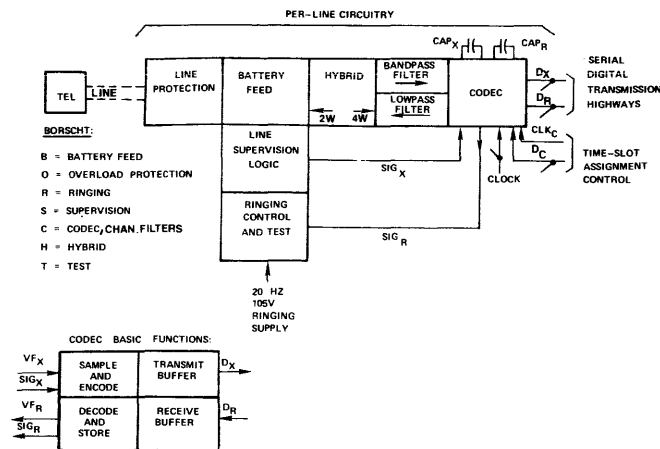 PER-LINE CIRCUITRY
CAPX
CAPR
TEL
LINE
LINE
PROTECTION
BATTERY
FEED
HYBRID
2W 4W
BANDPASS
FILTER
LOWPASS
FILTER
CODEC
DX
DR
SERIAL
DIGITAL
TRANSMISSION
HIGHWAYS
CLKC
DC
TIME-SLOT
ASSIGNMENT
CONTROL
CLOCK
LINE
SUPERVISION
LOGIC
SIGX
RINGING
CONTROL
AND TEST
SIGR
20 HZ
105V
RINGING
SUPPLY
BORSCHT:
B = BATTERY FEED
O = OVERLOAD PROTECTION
R = RINGING
S = SUPERVISION
C = CODEC, CHAN. FILTERS
H = HYBRID
T = TEST
CODEC BASIC FUNCTIONS:
VFX
SIGX
VFR
SIGR
SAMPLE
AND
ENCODE
TRANSMIT
BUFFER
DX
DECODE
AND
STORE
RECEIVE
BUFFER
DR